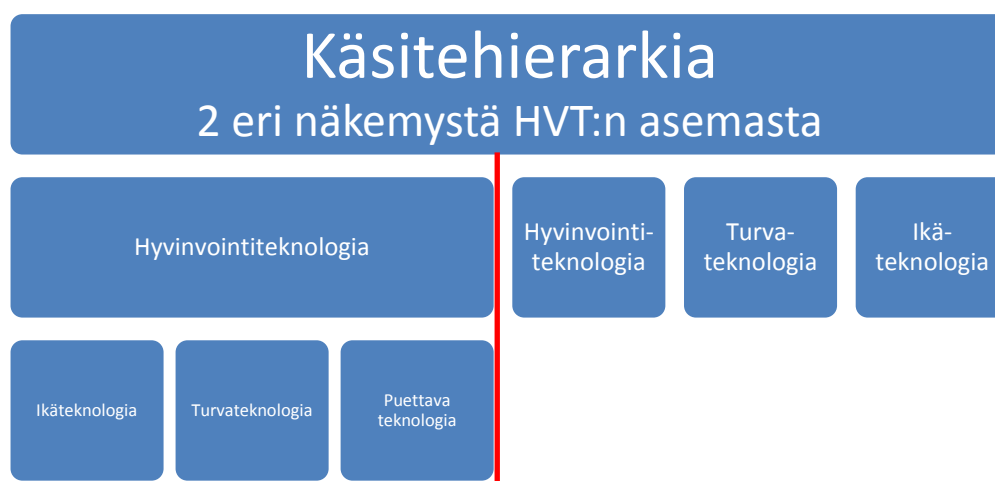 Käsitehierarkia
2 eri näkemystä HVT:n asemasta
Hyvinvointiteknologia
Hyvinvointi-
teknologia
Turva-
teknologia
Ikä-
teknologia
Ikäteknologia
Turvateknologia
Puettava
teknologia